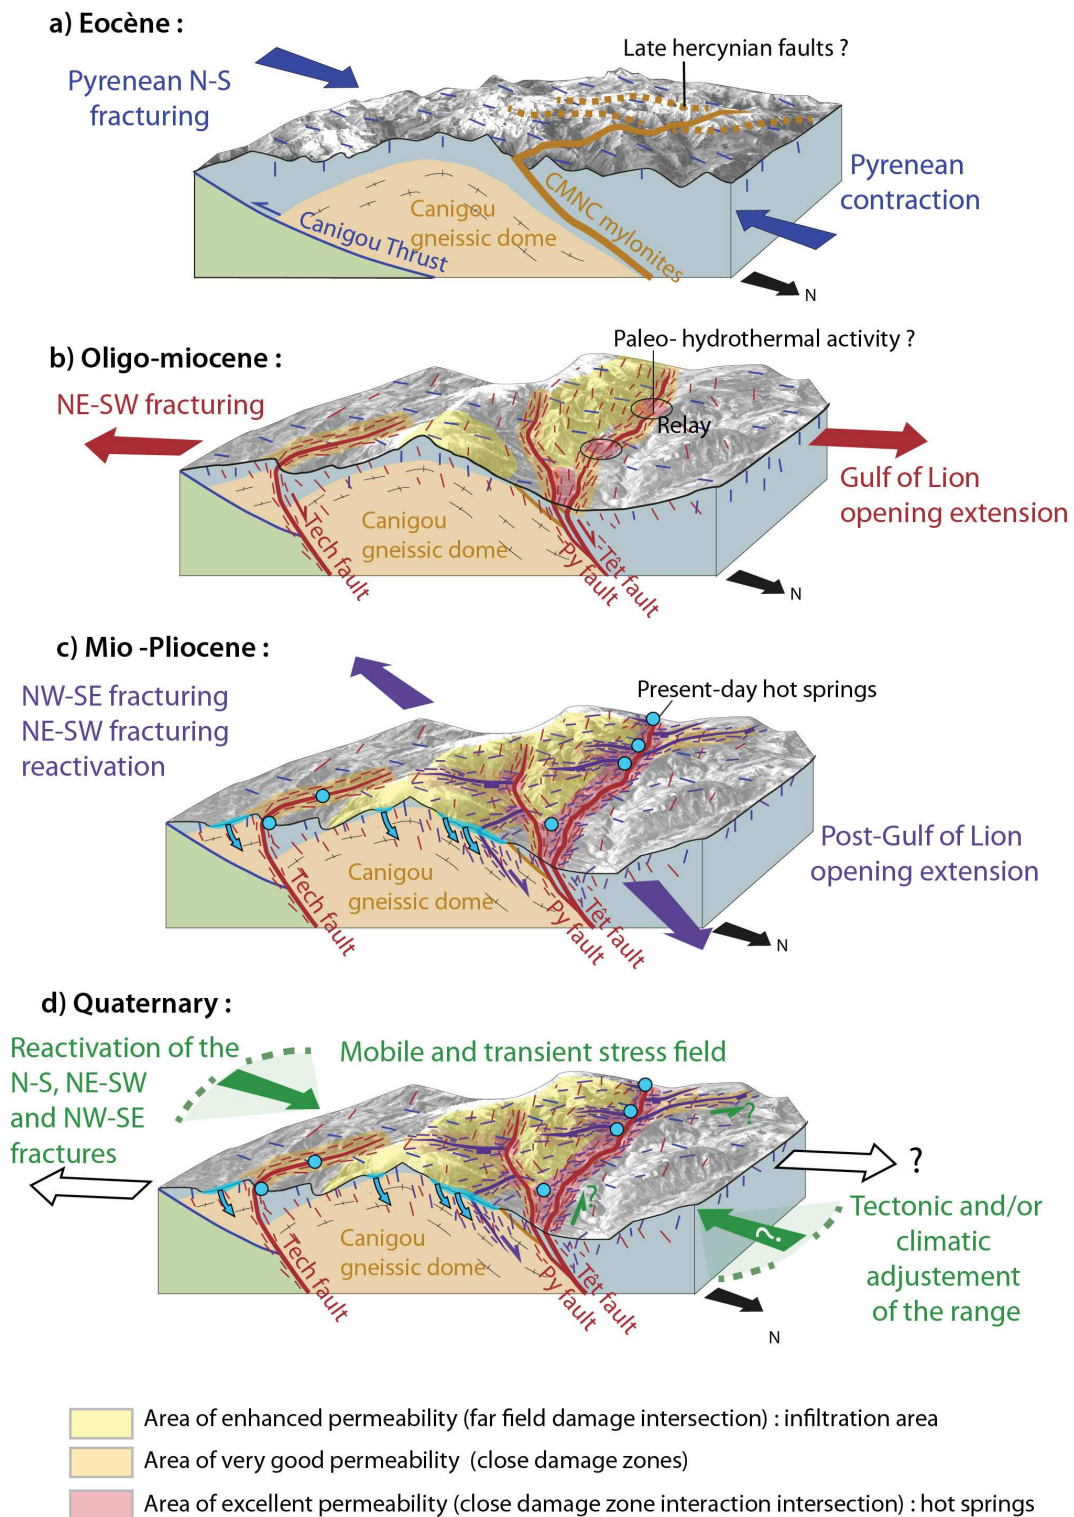 a) Eocène :
Late hercynian faults ?
Pyrenean N-S
fracturing
Pyrenean
contraction
Canigou
gneissic dome
CMNC mylonites
Canigou Thrust
N
b) Oligo-miocene :
Paleo- hydrothermal activity ?
NE-SW fracturing
Relay
Gulf of Lion
opening extension
Canigou
gneissic dome
Tech fault
Py fault
Têt fault
N
c) Mio -Pliocene :
NW-SE fracturing
NE-SW fracturing
reactivation
Present-day hot springs
Post-Gulf of Lion
opening extension
Canigou
gneissic dome
Tech fault
Py fault
Têt fault
N
d) Quaternary :
Reactivation of the
N-S, NE-SW
and NW-SE
fractures
Mobile and transient stress field
?
?
?
?
Tectonic and/or
climatic
adjustement
of the range
Canigou
gneissic dome
Tech fault
Py fault
Têt fault
N
Area of enhanced permeability (far field damage intersection) : infiltration area
Area of very good permeability (close damage zones)
Area of excellent permeability (close damage zone interaction intersection) : hot springs